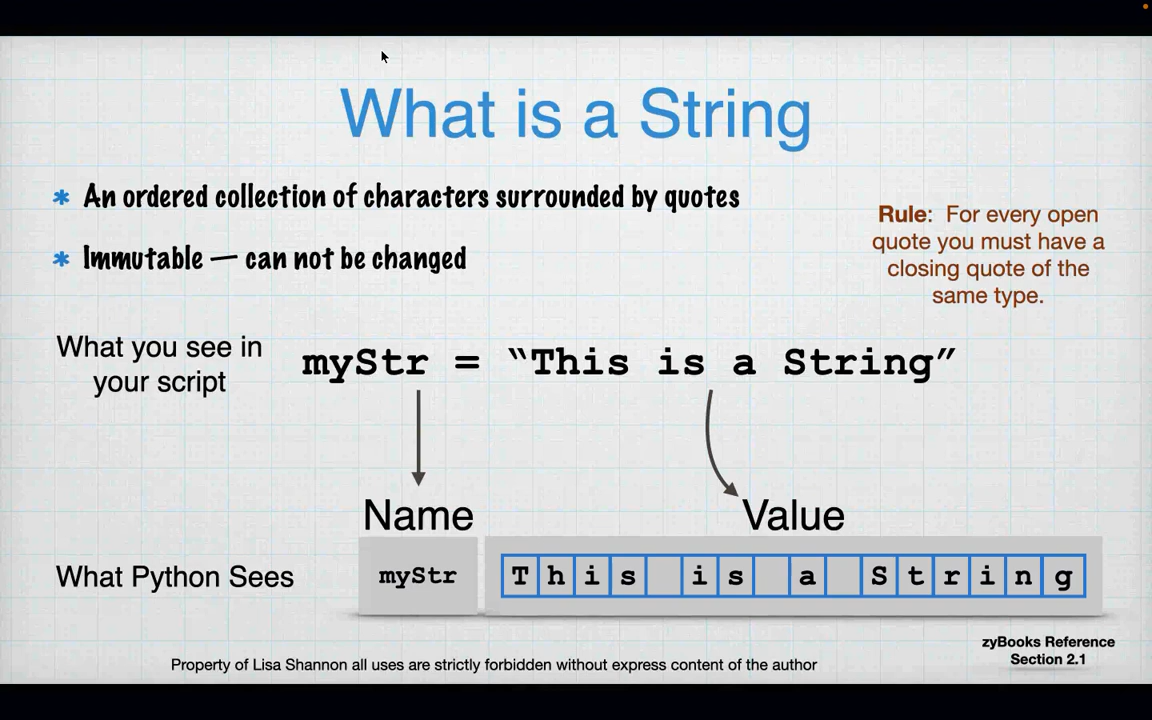 What is a String
* An ordered collection of characters surrounded by quotes
* Immutable — can not be changed
Rule: For every open
quote you must have a
closing quote of the
same type.
What you see in
your script
myStr = “This is a String”
Name
Value
What Python Sees
myStr
This is a String
zyBooks Reference
Section 2.1
Property of Lisa Shannon all uses are strictly forbidden without express content of the author